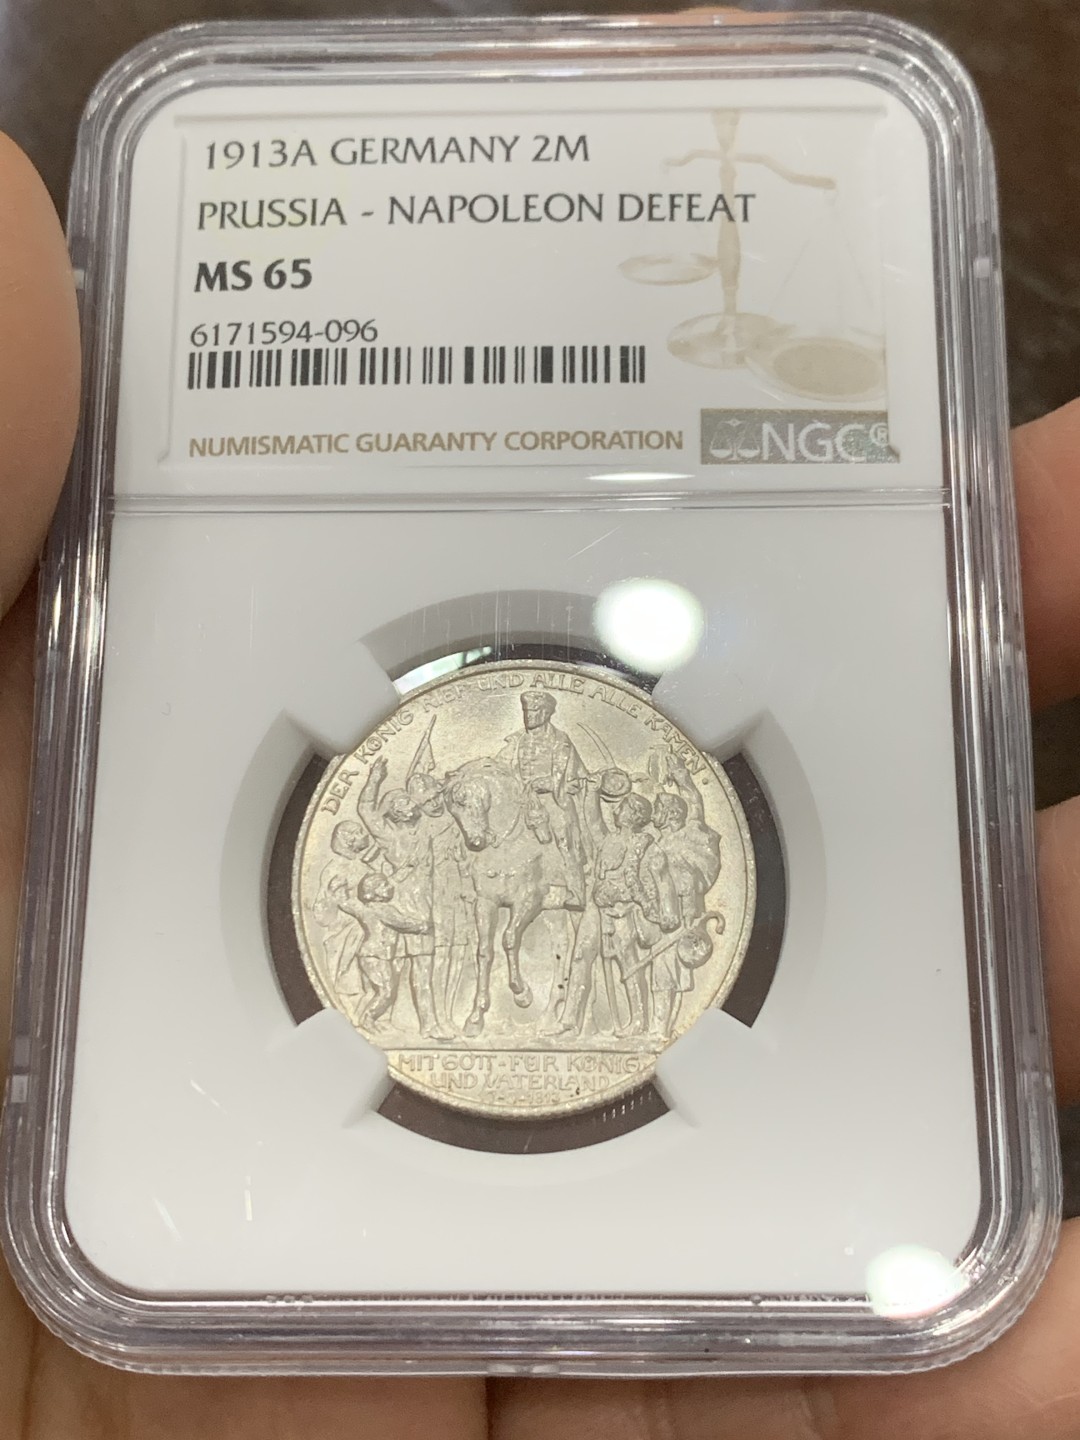 1913A GERMANY 2M
PRUSSIA - NAPOLEON DEFEAT
MS 65
6171594-096
NUMISMATIC GUARANTY CORPORATION
NGC®
DER KÖNIG RIEF UND ALLE ALLE KAMEN.
MIT GOTT - FÜR KÖNIG
UND VATERLAND